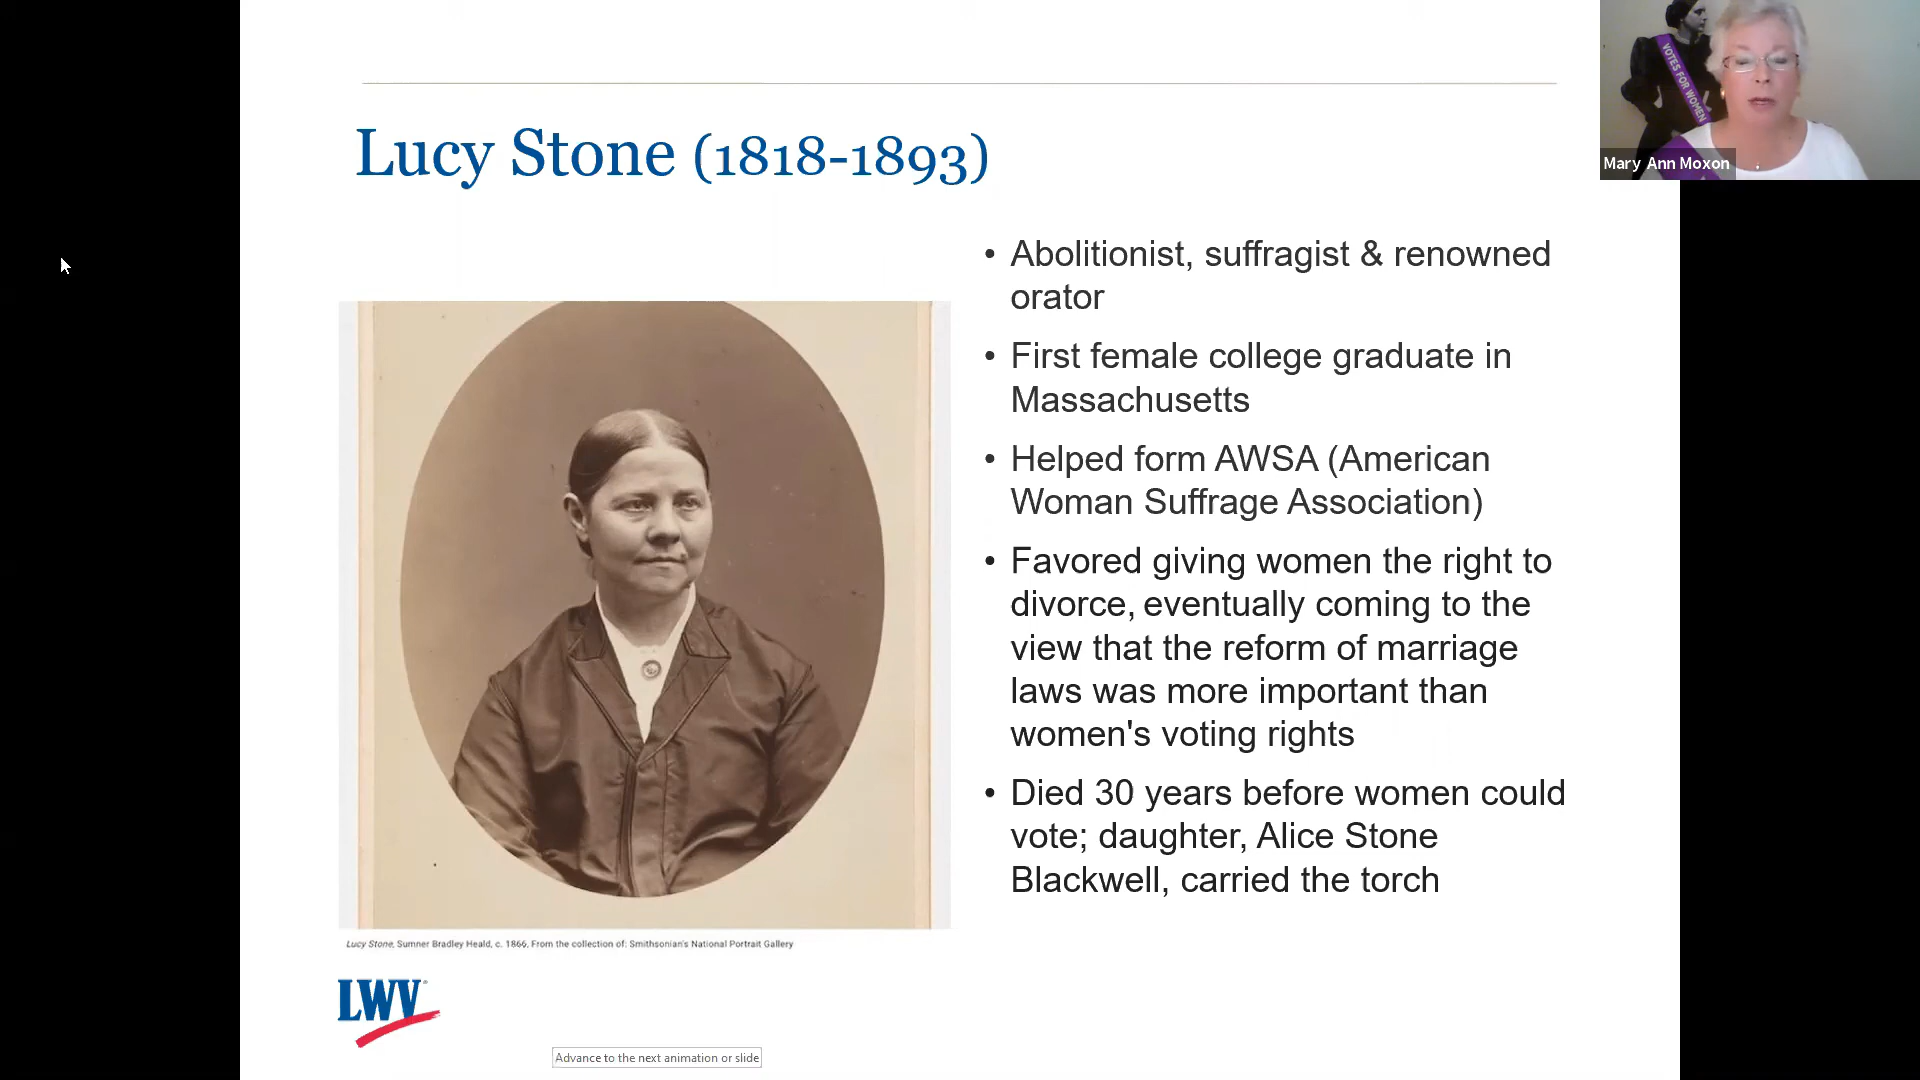 Lucy Stone (1818-1893)
• Abolitionist, suffragist & renowned
orator
• First female college graduate in
Massachusetts
• Helped form AWSA (American
Woman Suffrage Association)
• Favored giving women the right to
divorce, eventually coming to the
view that the reform of marriage
laws was more important than
women's voting rights
• Died 30 years before women could
vote; daughter, Alice Stone
Blackwell, carried the torch
Lucy Stone, Sumner Bradley Heald, c. 1866, From the collection of: Smithsonian's National Portrait Gallery
LWV®
Advance to the next animation or slide
VOTES FOR WOMEN
Mary Ann Moxon